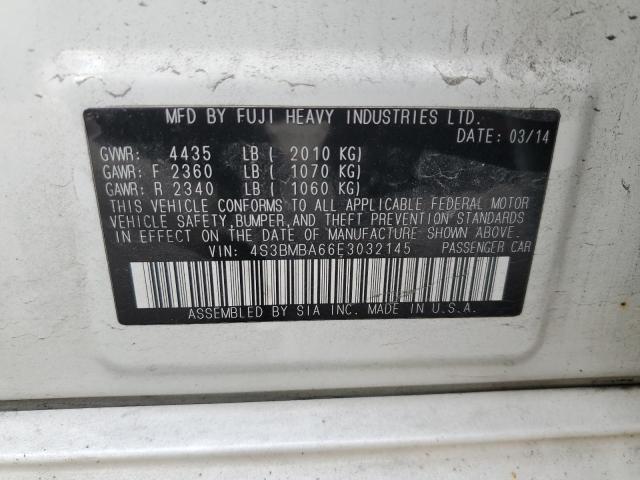 MFD BY FUJI HEAVY INDUSTRIES LTD.
DATE: 03/14
GVWR: 4435 LB ( 2010 KG)
GAWR: F 2360 LB ( 1070 KG)
GAWR: R 2340 LB ( 1060 KG)
THIS VEHICLE CONFORMS TO ALL APPLICABLE FEDERAL MOTOR
VEHICLE SAFETY,BUMPER,AND THEFT PREVENTION STANDARDS
IN EFFECT ON THE DATE OF MANUFACTURE SHOWN ABOVE.
VIN: 4S3BMBA66E3032145 PASSENGER CAR
ASSEMBLED BY SIA INC. MADE IN U.S.A.